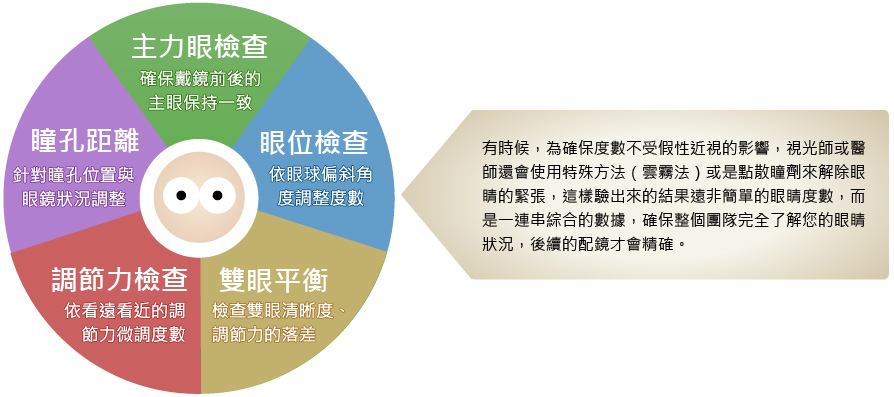 主力眼檢查
確保戴鏡前後的
主眼保持一致
瞳孔距離
針對瞳孔位置與
眼鏡狀況調整
眼位檢查
依眼球偏斜角
度調整度數
調節力檢查
依看遠看近的調
節力微調度數
雙眼平衡
檢查雙眼清晰度、
調節力的落差
有時候，為確保度數不受假性近視的影響，視光師或醫
師還會使用特殊方法（雲霧法）或是點散瞳劑來解除眼
睛的緊張，這樣驗出來的結果遠非簡單的眼睛度數，而
是一連串綜合的數據，確保整個團隊完全了解您的眼睛
狀況，後續的配鏡才會精確。